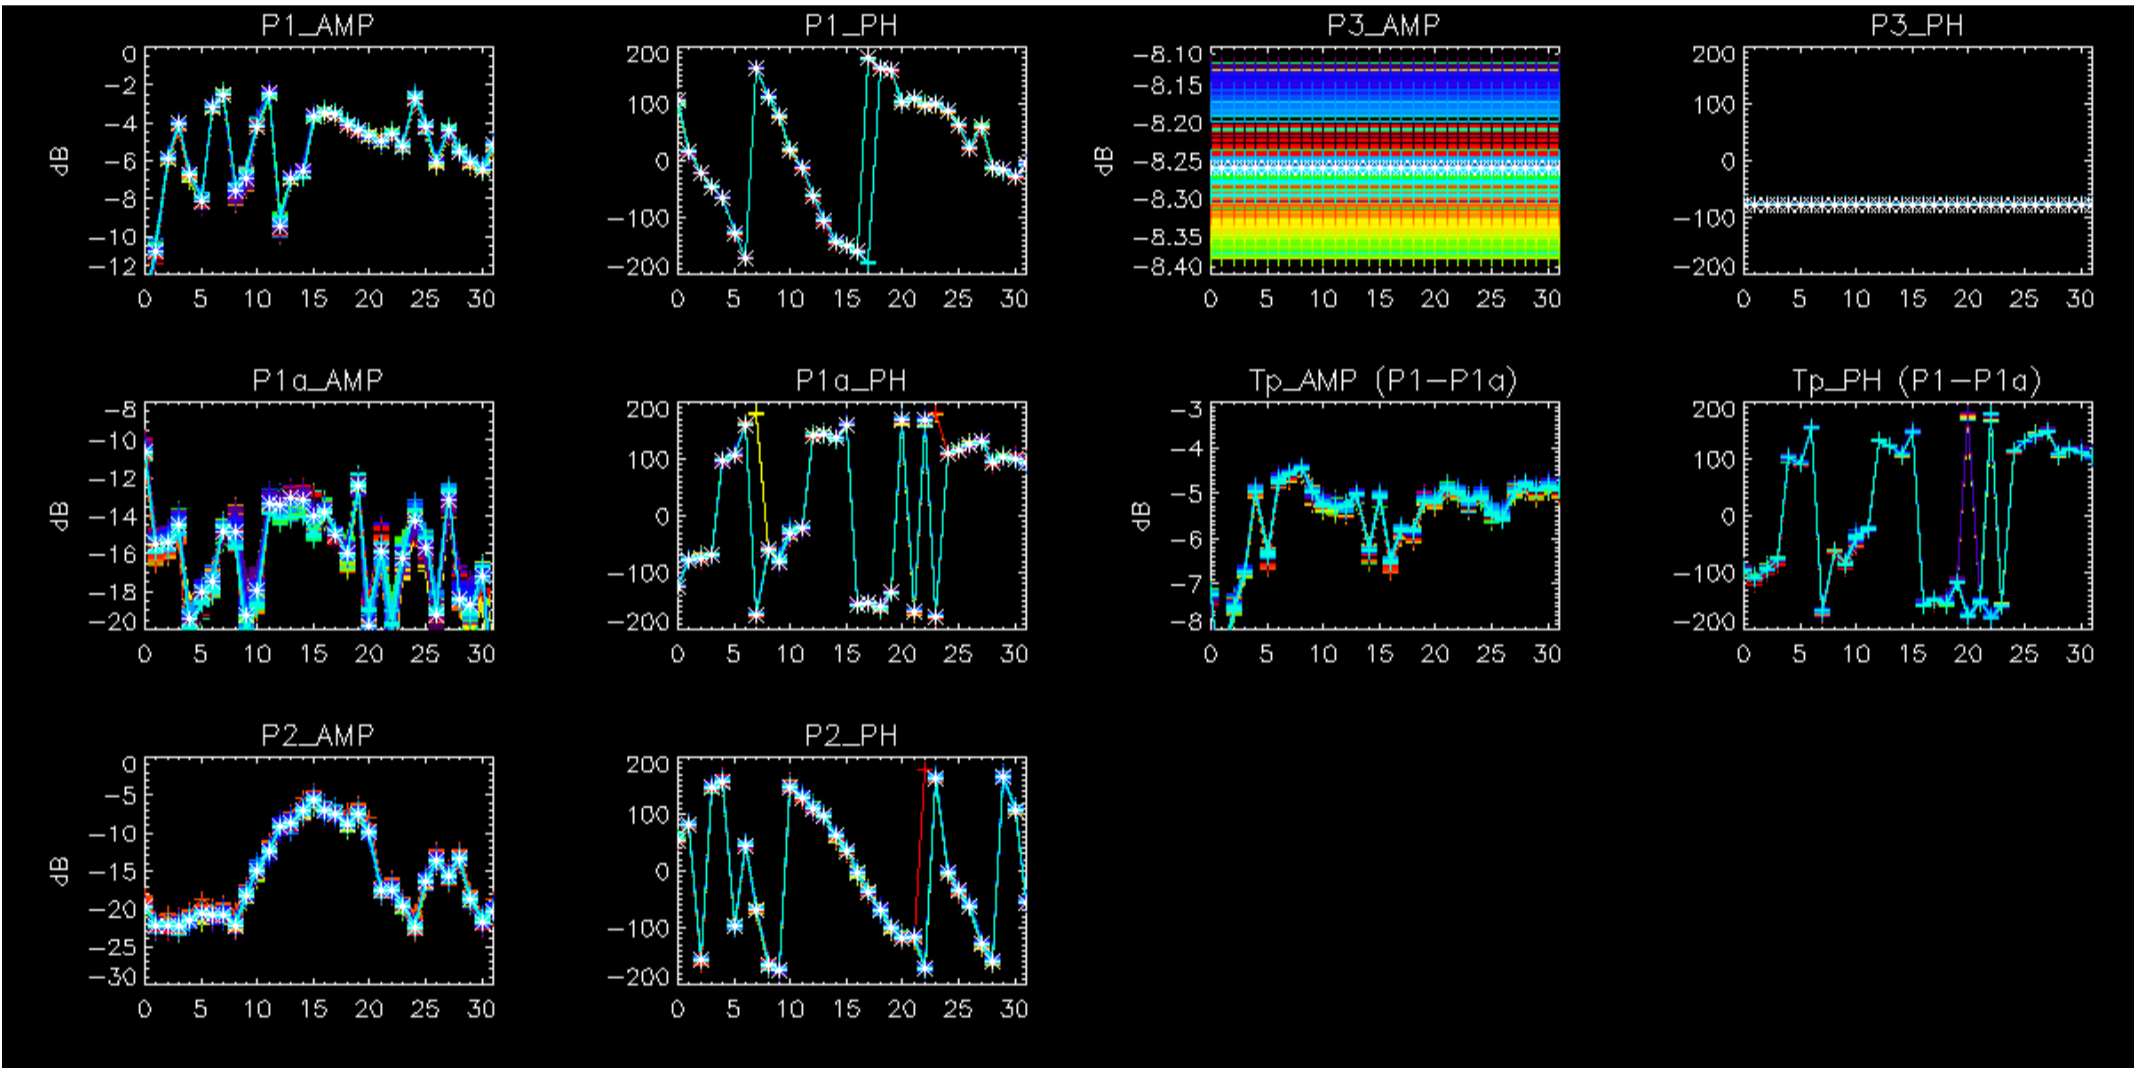 P1_AMP
dB
0
-2
-4
-6
-8
-10
-12
0 5 10 15 20 25 30
P1_PH
200
100
0
-100
-200
0 5 10 15 20 25 30
P3_AMP
dB
-8.10
-8.15
-8.20
-8.25
-8.30
-8.35
-8.40
0 5 10 15 20 25 30
P3_PH
200
100
0
-100
-200
0 5 10 15 20 25 30
P1a_AMP
dB
-8
-10
-12
-14
-16
-18
-20
0 5 10 15 20 25 30
P1a_PH
200
100
0
-100
-200
0 5 10 15 20 25 30
Tp_AMP (P1-P1a)
dB
-3
-4
-5
-6
-7
-8
0 5 10 15 20 25 30
Tp_PH (P1-P1a)
200
100
0
-100
-200
0 5 10 15 20 25 30
P2_AMP
dB
0
-5
-10
-15
-20
-25
-30
0 5 10 15 20 25 30
P2_PH
200
100
0
-100
-200
0 5 10 15 20 25 30